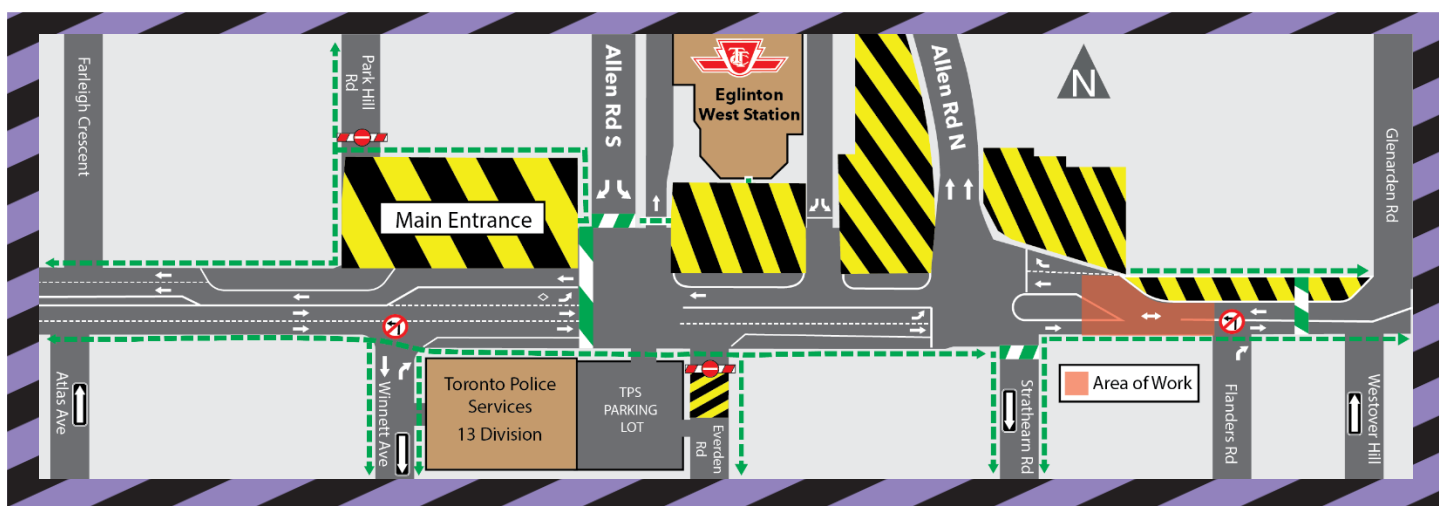 Farleigh Crescent
Park Hill
Rd
Allen Rd S
TTC
Eglinton
West Station
Allen Rd N
N
Glenarden Rd
Main Entrance
Atlas Ave
Winnett Ave
Toronto Police
Services
13 Division
TPS
PARKING
LOT
Everden
Rd
Strathearn Rd
Area of Work
Flanders Rd
Westover Hill